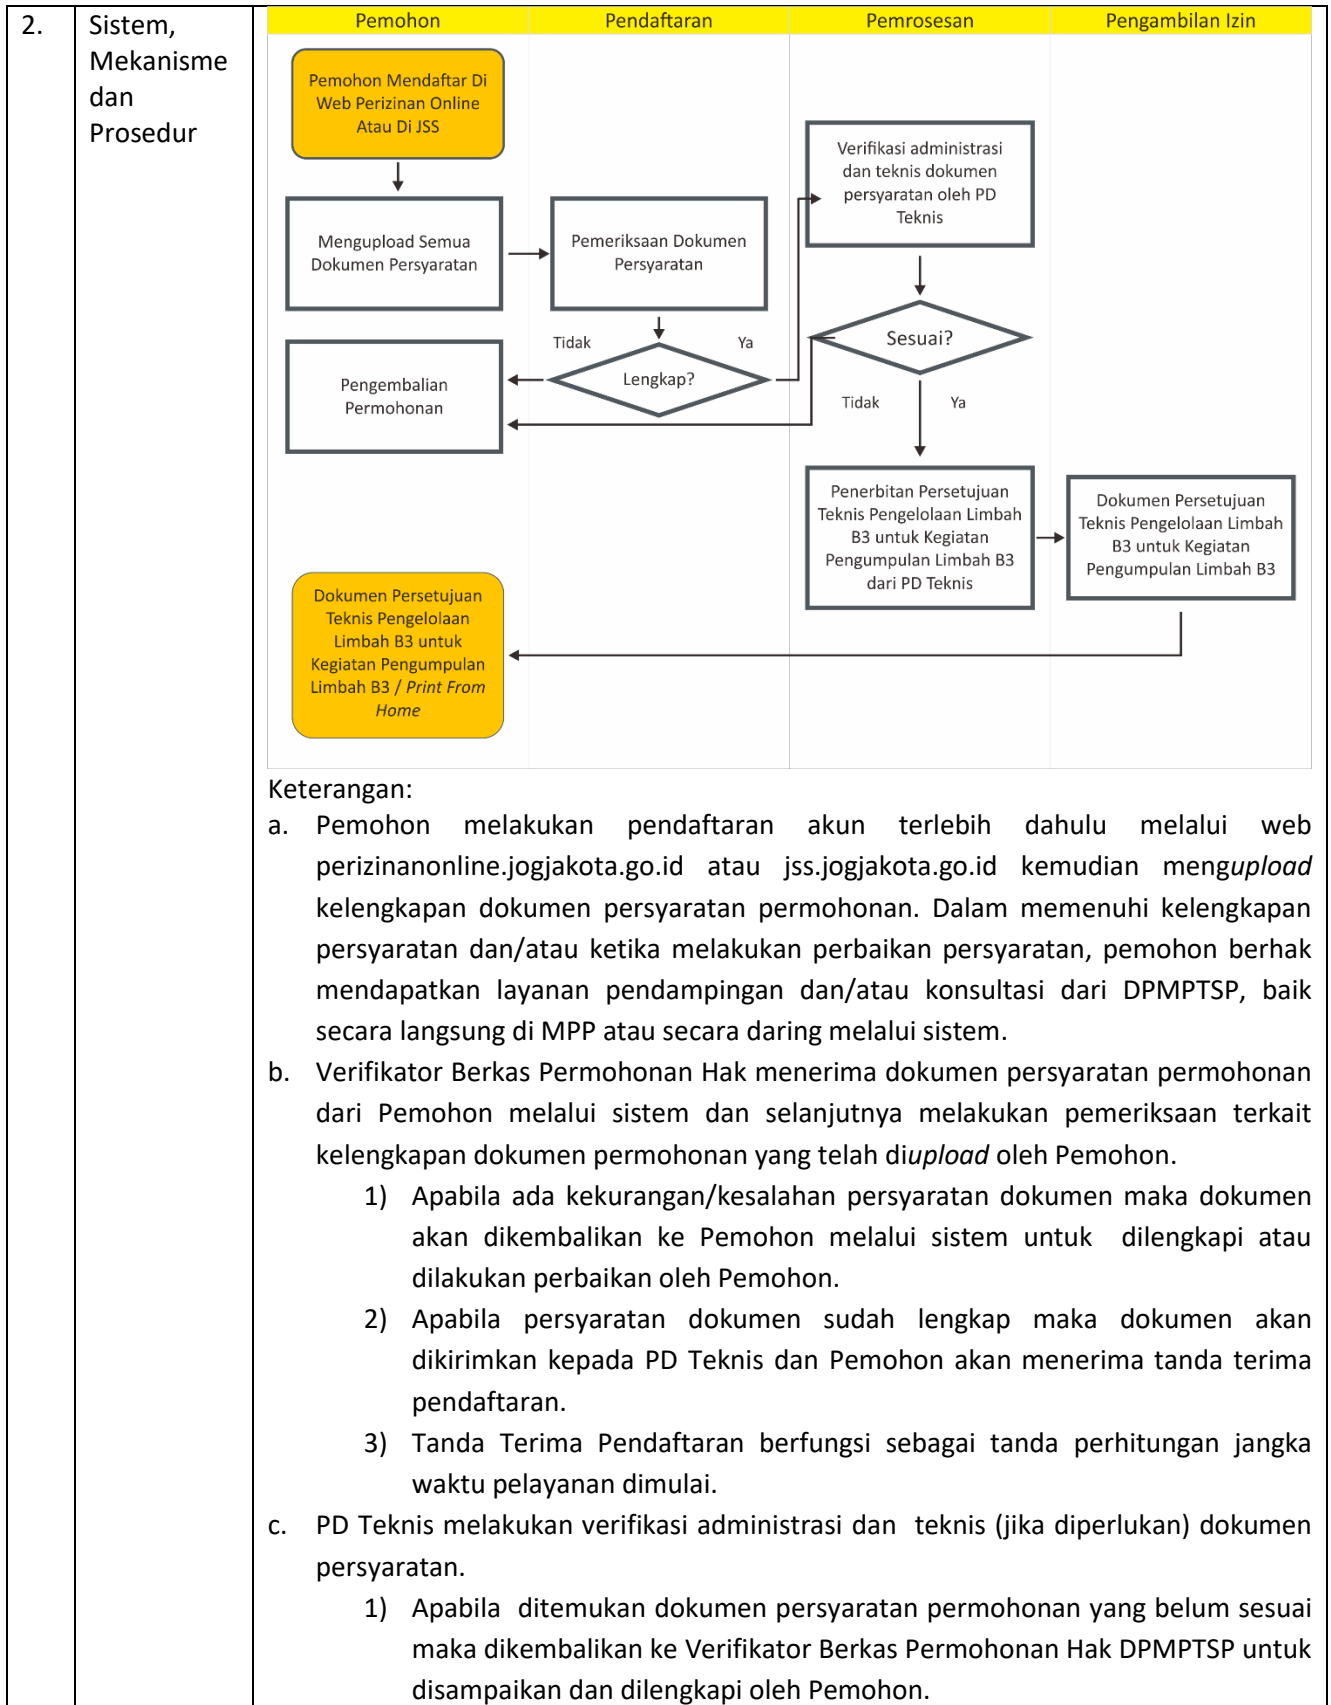 2.
Sistem,
Mekanisme
dan
Prosedur
Pemohon
Pendaftaran
Pemrosesan
Pengambilan Izin
Pemohon Mendaftar Di
Web Perizinan Online
Atau Di JSS
Mengupload Semua
Dokumen Persyaratan
Pemeriksaan Dokumen
Persyaratan
Verifikasi administrasi
dan teknis dokumen
persyaratan oleh PD
Teknis
Tidak
Ya
Lengkap?
Sesuai?
Pengembalian
Permohonan
Tidak
Ya
Penerbitan Persetujuan
Teknis Pengelolaan Limbah
B3 untuk Kegiatan
Pengumpulan Limbah B3
dari PD Teknis
Dokumen Persetujuan
Teknis Pengelolaan Limbah
B3 untuk Kegiatan
Pengumpulan Limbah B3
Dokumen Persetujuan
Teknis Pengelolaan
Limbah B3 untuk
Kegiatan Pengumpulan
Limbah B3 / Print From
Home
Keterangan:
a. Pemohon melakukan pendaftaran akun terlebih dahulu melalui web
perizinanonline.jogjakota.go.id atau jss.jogjakota.go.id kemudian mengupload
kelengkapan dokumen persyaratan permohonan. Dalam memenuhi kelengkapan
persyaratan dan/atau ketika melakukan perbaikan persyaratan, pemohon berhak
mendapatkan layanan pendampingan dan/atau konsultasi dari DPMPTSP, baik
secara langsung di MPP atau secara daring melalui sistem.
b. Verifikator Berkas Permohonan Hak menerima dokumen persyaratan permohonan
dari Pemohon melalui sistem dan selanjutnya melakukan pemeriksaan terkait
kelengkapan dokumen permohonan yang telah diupload oleh Pemohon.
1) Apabila ada kekurangan/kesalahan persyaratan dokumen maka dokumen
akan dikembalikan ke Pemohon melalui sistem untuk dilengkapi atau
dilakukan perbaikan oleh Pemohon.
2) Apabila persyaratan dokumen sudah lengkap maka dokumen akan
dikirimkan kepada PD Teknis dan Pemohon akan menerima tanda terima
pendaftaran.
3) Tanda Terima Pendaftaran berfungsi sebagai tanda perhitungan jangka
waktu pelayanan dimulai.
c. PD Teknis melakukan verifikasi administrasi dan teknis (jika diperlukan) dokumen
persyaratan.
1) Apabila ditemukan dokumen persyaratan permohonan yang belum sesuai
maka dikembalikan ke Verifikator Berkas Permohonan Hak DPMPTSP untuk
disampaikan dan dilengkapi oleh Pemohon.